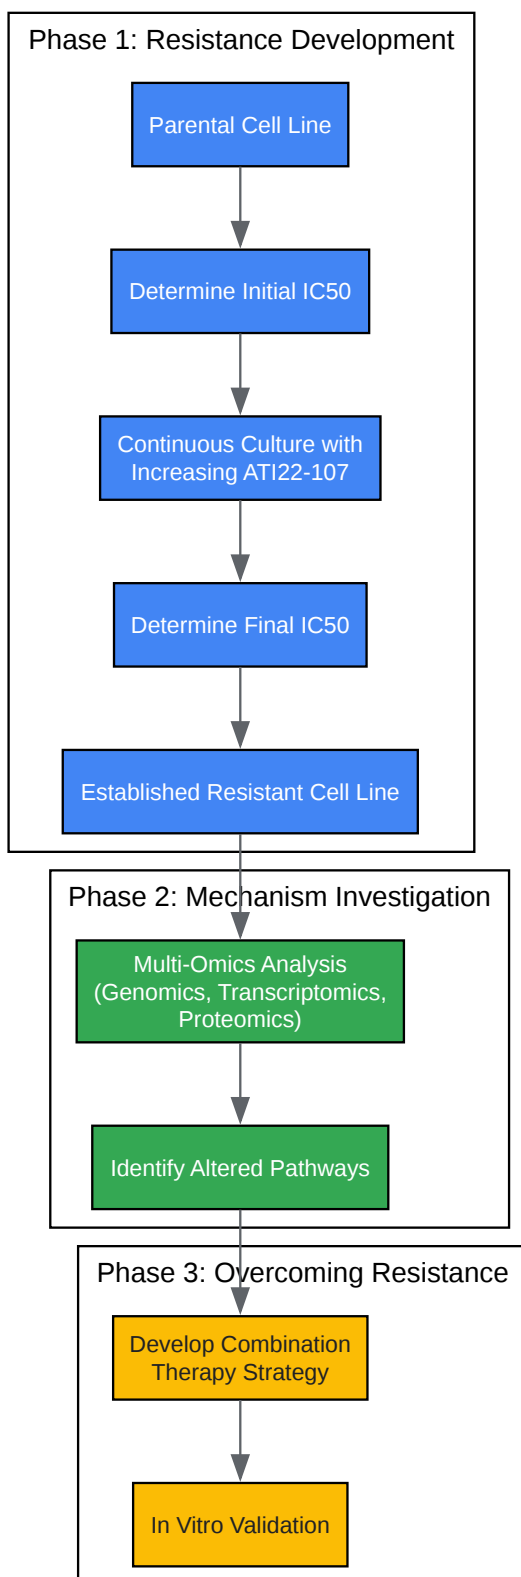 Phase 1: Resistance Development
Parental Cell Line
Determine Initial IC50
Continuous Culture with
Increasing ATI22-107
Determine Final IC50
Established Resistant Cell Line
Phase 2: Mechanism Investigation
Multi-Omics Analysis
(Genomics, Transcriptomics,
Proteomics)
Identify Altered Pathways
Phase 3: Overcoming Resistance
Develop Combination
Therapy Strategy
In Vitro Validation